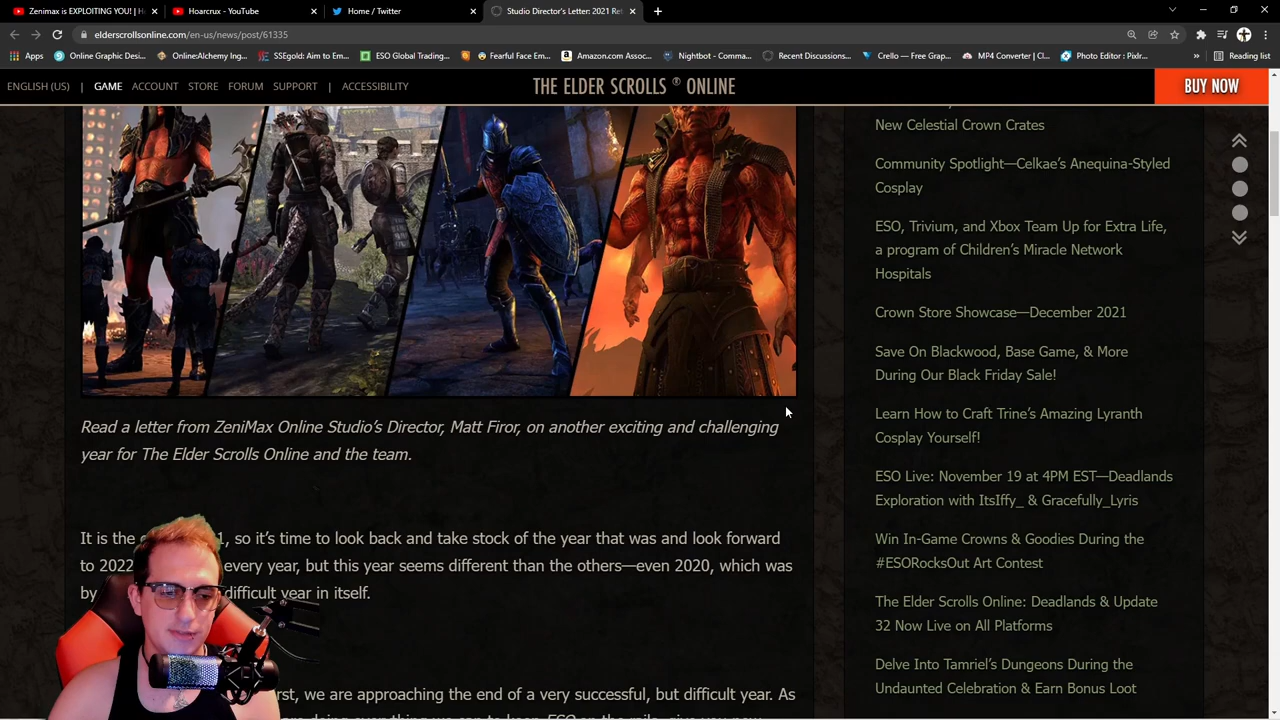 Zenimax is EXPLOITING YOU! | H
Hoarcrux - YouTube
Home / Twitter
Studio Director's Letter: 2021 Ret
elderscrollsonline.com/en-us/news/post/61335
Apps
Online Graphic Desi...
OnlineAlchemy Ing...
SSEgold: Aim to Em...
ESO Global Trading...
Fearful Face Em...
Amazon.com Assoc...
Nightbot - Comma...
Recent Discussions...
Crello — Free Grap...
MP4 Converter | Cl...
Photo Editor : Pixlr...
Reading list
ENGLISH (US) | GAME ACCOUNT STORE FORUM SUPPORT | ACCESSIBILITY
THE ELDER SCROLLS ® ONLINE
BUY NOW
Read a letter from ZeniMax Online Studio's Director, Matt Firor, on another exciting and challenging
year for The Elder Scrolls Online and the team.
It is the 1, so it's time to look back and take stock of the year that was and look forward
to 2022 every year, but this year seems different than the others—even 2020, which was
by difficult year in itself.
rst, we are approaching the end of a very successful, but difficult year. As
New Celestial Crown Crates
Community Spotlight—Celkae's Anequina-Styled
Cosplay
ESO, Trivium, and Xbox Team Up for Extra Life,
a program of Children's Miracle Network
Hospitals
Crown Store Showcase—December 2021
Save On Blackwood, Base Game, & More
During Our Black Friday Sale!
Learn How to Craft Trine's Amazing Lyranth
Cosplay Yourself!
ESO Live: November 19 at 4PM EST—Deadlands
Exploration with ItsIffy_ & Gracefully_Lyris
Win In-Game Crowns & Goodies During the
#ESORocksOut Art Contest
The Elder Scrolls Online: Deadlands & Update
32 Now Live on All Platforms
Delve Into Tamriel's Dungeons During the
Undaunted Celebration & Earn Bonus Loot